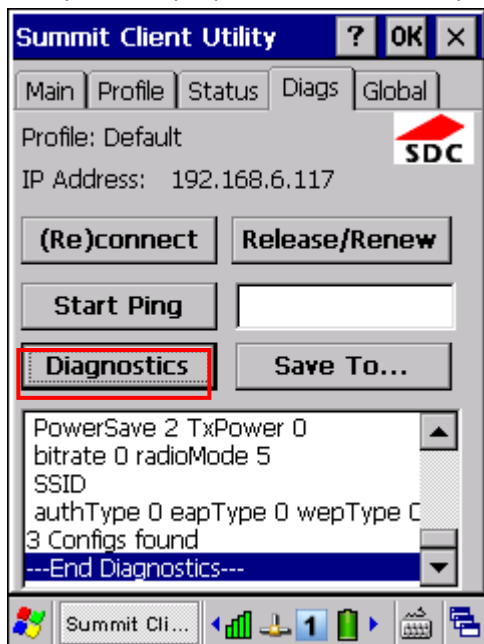 Summit Client Utility ? OK ×
Main Profile Status Diags Global
Profile: Default
SDC
IP Address: 192.168.6.117
(Re)connect Release/Renew
Start Ping
Diagnostics Save To...
PowerSave 2 TxPower 0
bitrate 0 radioMode 5
SSID
authType 0 eapType 0 wepType
3 Configs found
---End Diagnostics---
Summit Cli... 1